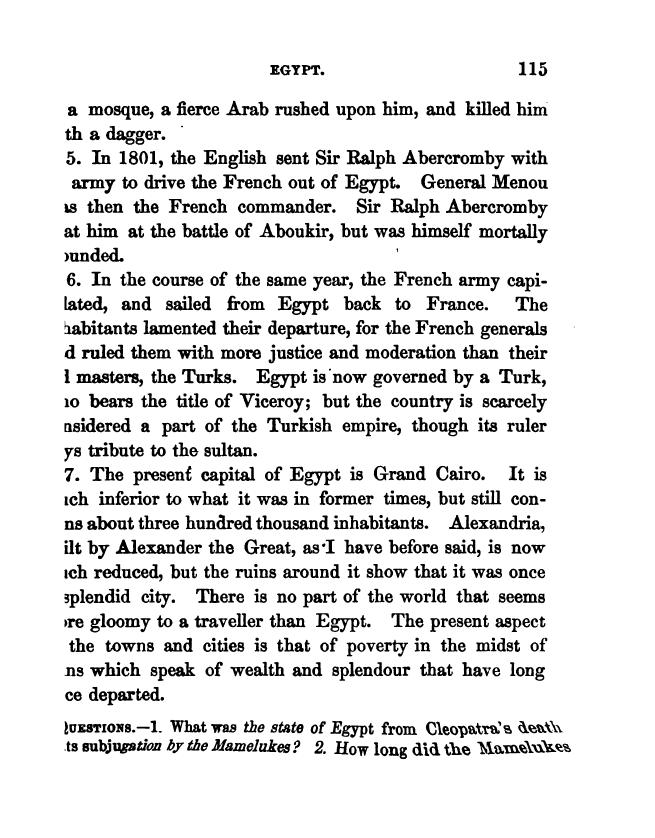 EGYPT. 115
a mosque, a fierce Arab rushed upon him, and killed him
th a dagger.
5. In 1801, the English sent Sir Ralph Abercromby with
army to drive the French out of Egypt. General Menou
as then the French commander. Sir Ralph Abercromby
at him at the battle of Aboukir, but was himself mortally
ounded.
6. In the course of the same year, the French army capi-
lated, and sailed from Egypt back to France. The
habitants lamented their departure, for the French generals
d ruled them with more justice and moderation than their
l masters, the Turks. Egypt is now governed by a Turk,
10 bears the title of Viceroy; but the country is scarcely
nsidered a part of the Turkish empire, though its ruler
ys tribute to the sultan.
7. The present capital of Egypt is Grand Cairo. It is
ich inferior to what it was in former times, but still con-
ns about three hundred thousand inhabitants. Alexandria,
ilt by Alexander the Great, as I have before said, is now
ich reduced, but the ruins around it show that it was once
splendid city. There is no part of the world that seems
ore gloomy to a traveller than Egypt. The present aspect
the towns and cities is that of poverty in the midst of
ns which speak of wealth and splendour that have long
ce departed.
QUESTIONS.—1. What was the state of Egypt from Cleopatra's death
ts subjugation by the Mamelukes? 2. How long did the Mamelukes